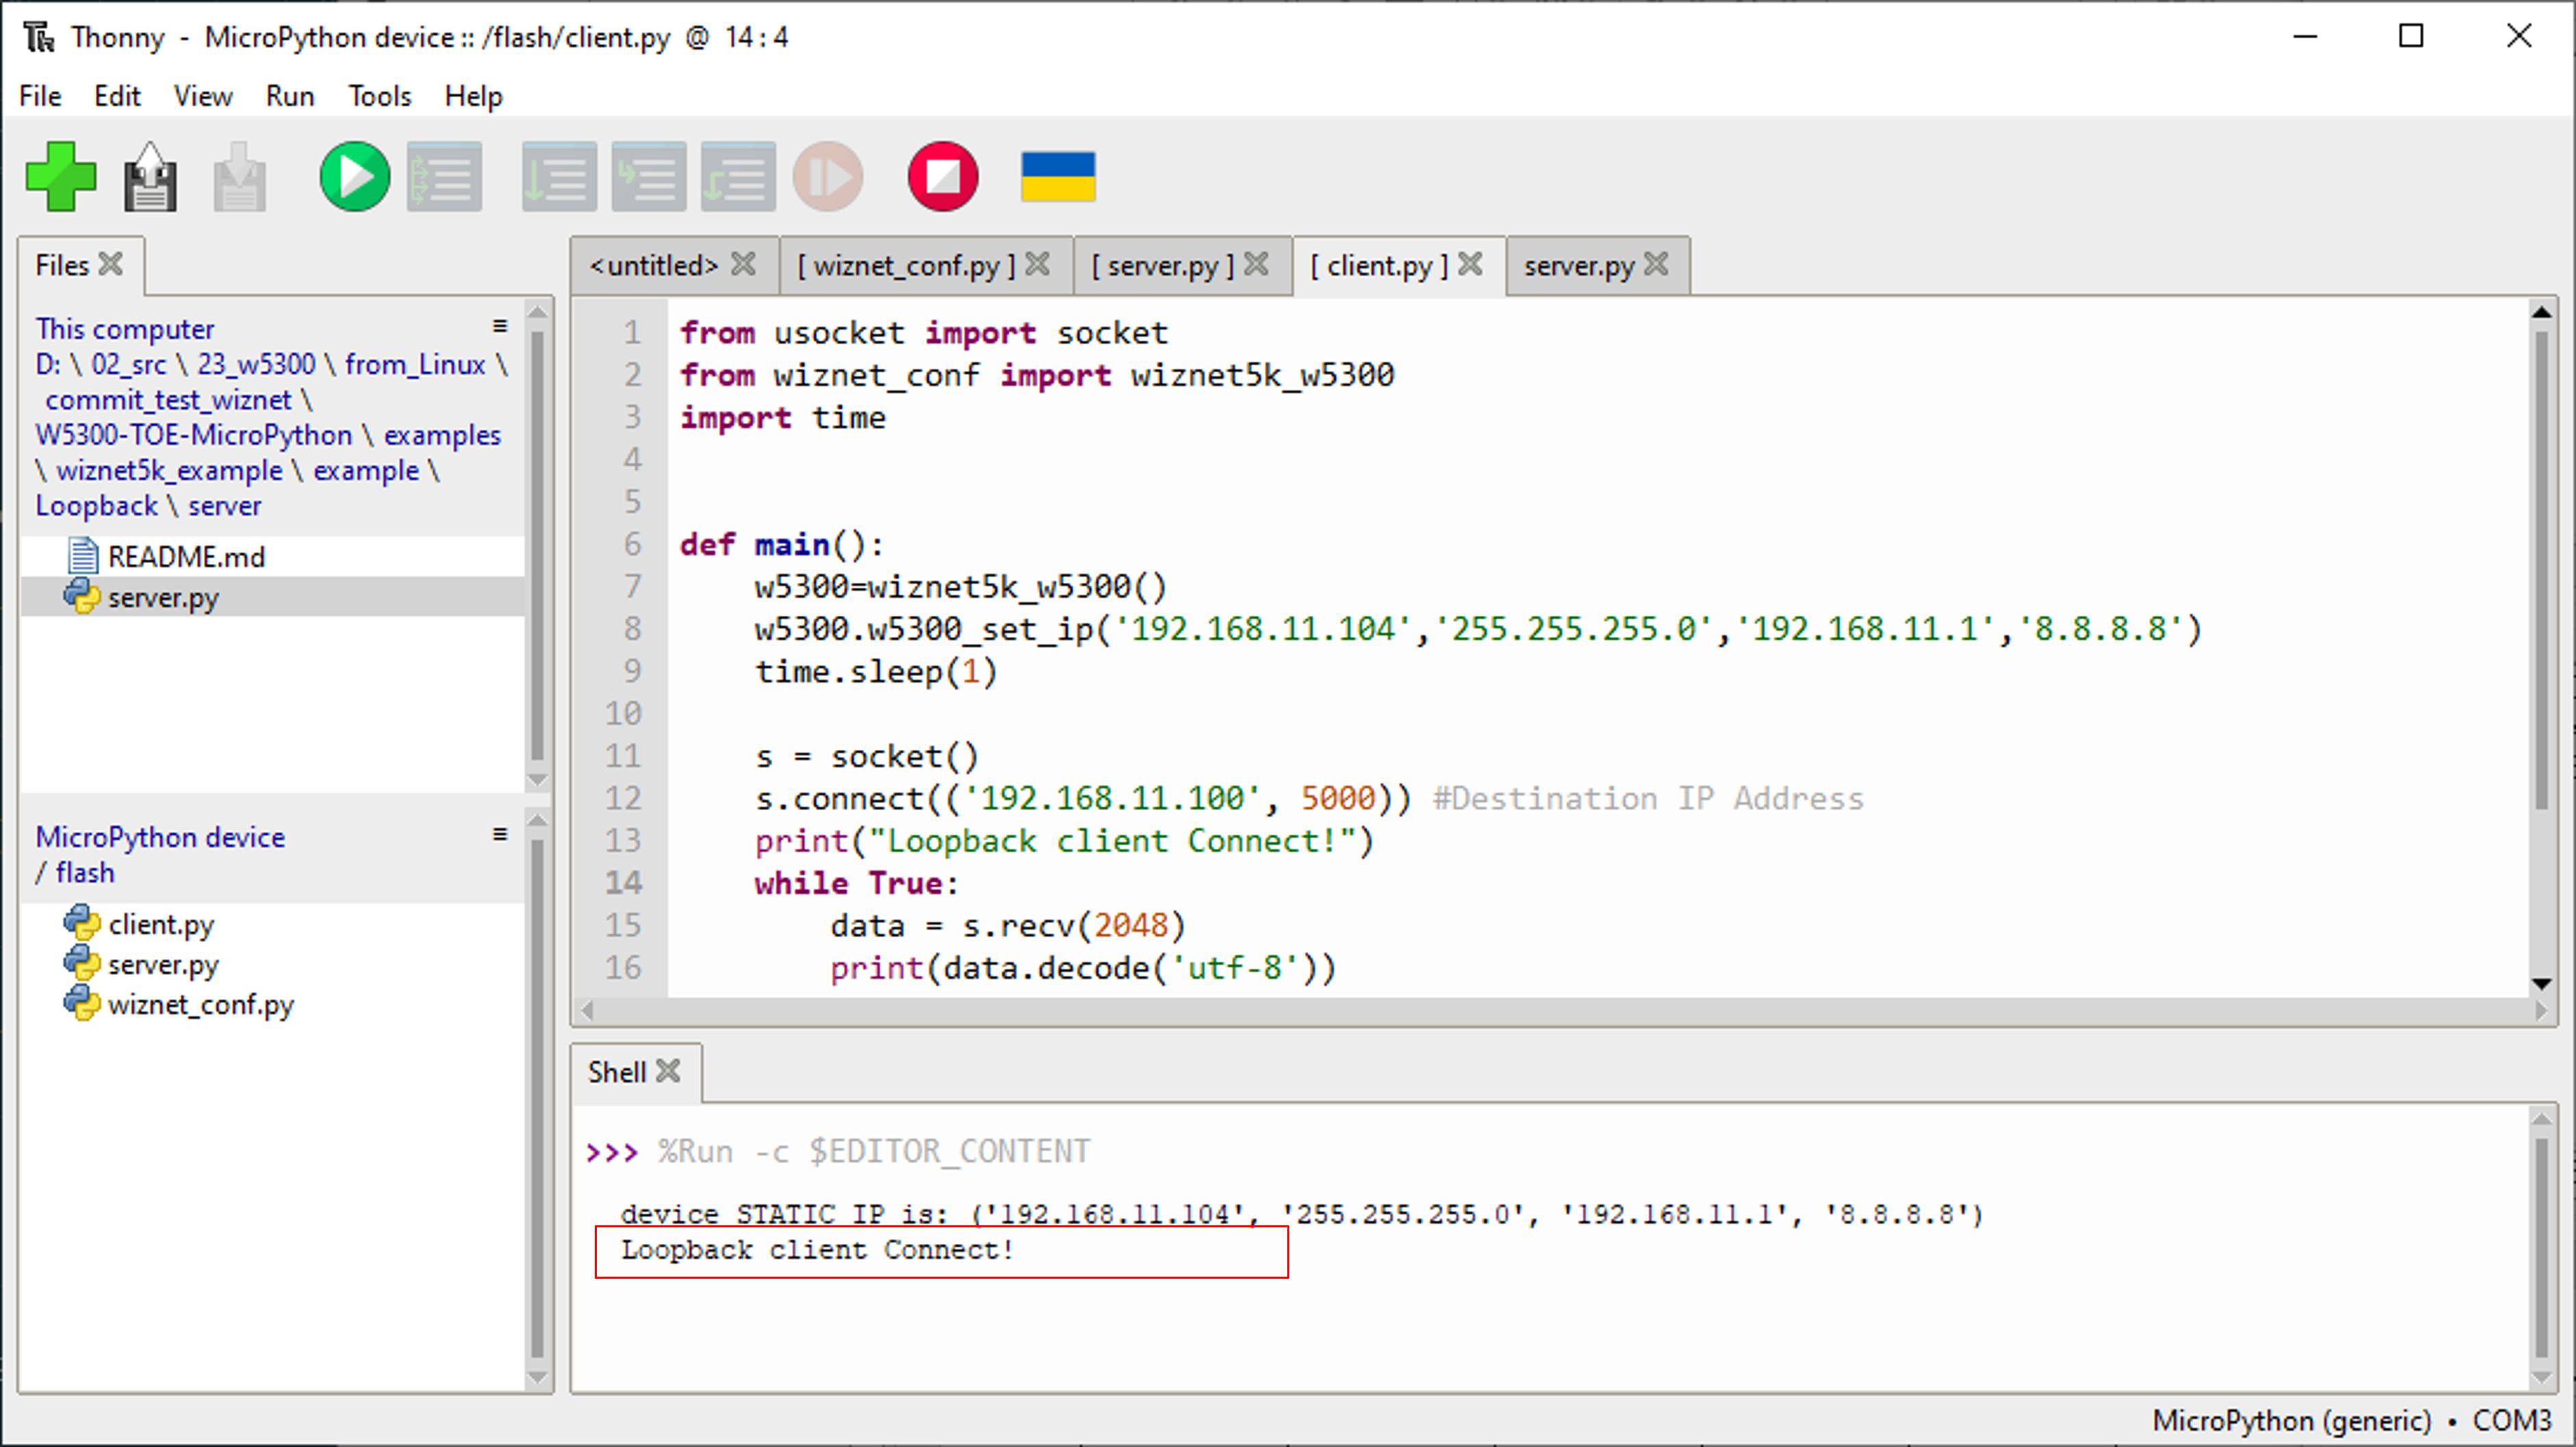 Thonny - MicroPython device :: /flash/client.py @ 14 : 4
File Edit View Run Tools Help
Files
This computer
D: \ 02_src \ 23_w5300 \ from_Linux \
commit_test_wiznet \
W5300-TOE-MicroPython \ examples
\ wiznet5k_example \ example \
Loopback \ server
README.md
server.py
MicroPython device
/ flash
client.py
server.py
wiznet_conf.py
<untitled> [ wiznet_conf.py ] [ server.py ] [ client.py ] server.py
1 from usocket import socket
2 from wiznet_conf import wiznet5k_w5300
3 import time
4
5
6 def main():
7     w5300=wiznet5k_w5300()
8     w5300.w5300_set_ip('192.168.11.104','255.255.255.0','192.168.11.1','8.8.8.8')
9     time.sleep(1)
10
11     s = socket()
12     s.connect(('192.168.11.100', 5000)) #Destination IP Address
13     print("Loopback client Connect!")
14     while True:
15         data = s.recv(2048)
16         print(data.decode('utf-8'))
Shell
>>> %Run -c $EDITOR_CONTENT
device STATIC IP is: ('192.168.11.104', '255.255.255.0', '192.168.11.1', '8.8.8.8')
Loopback client Connect!
MicroPython (generic) • COM3